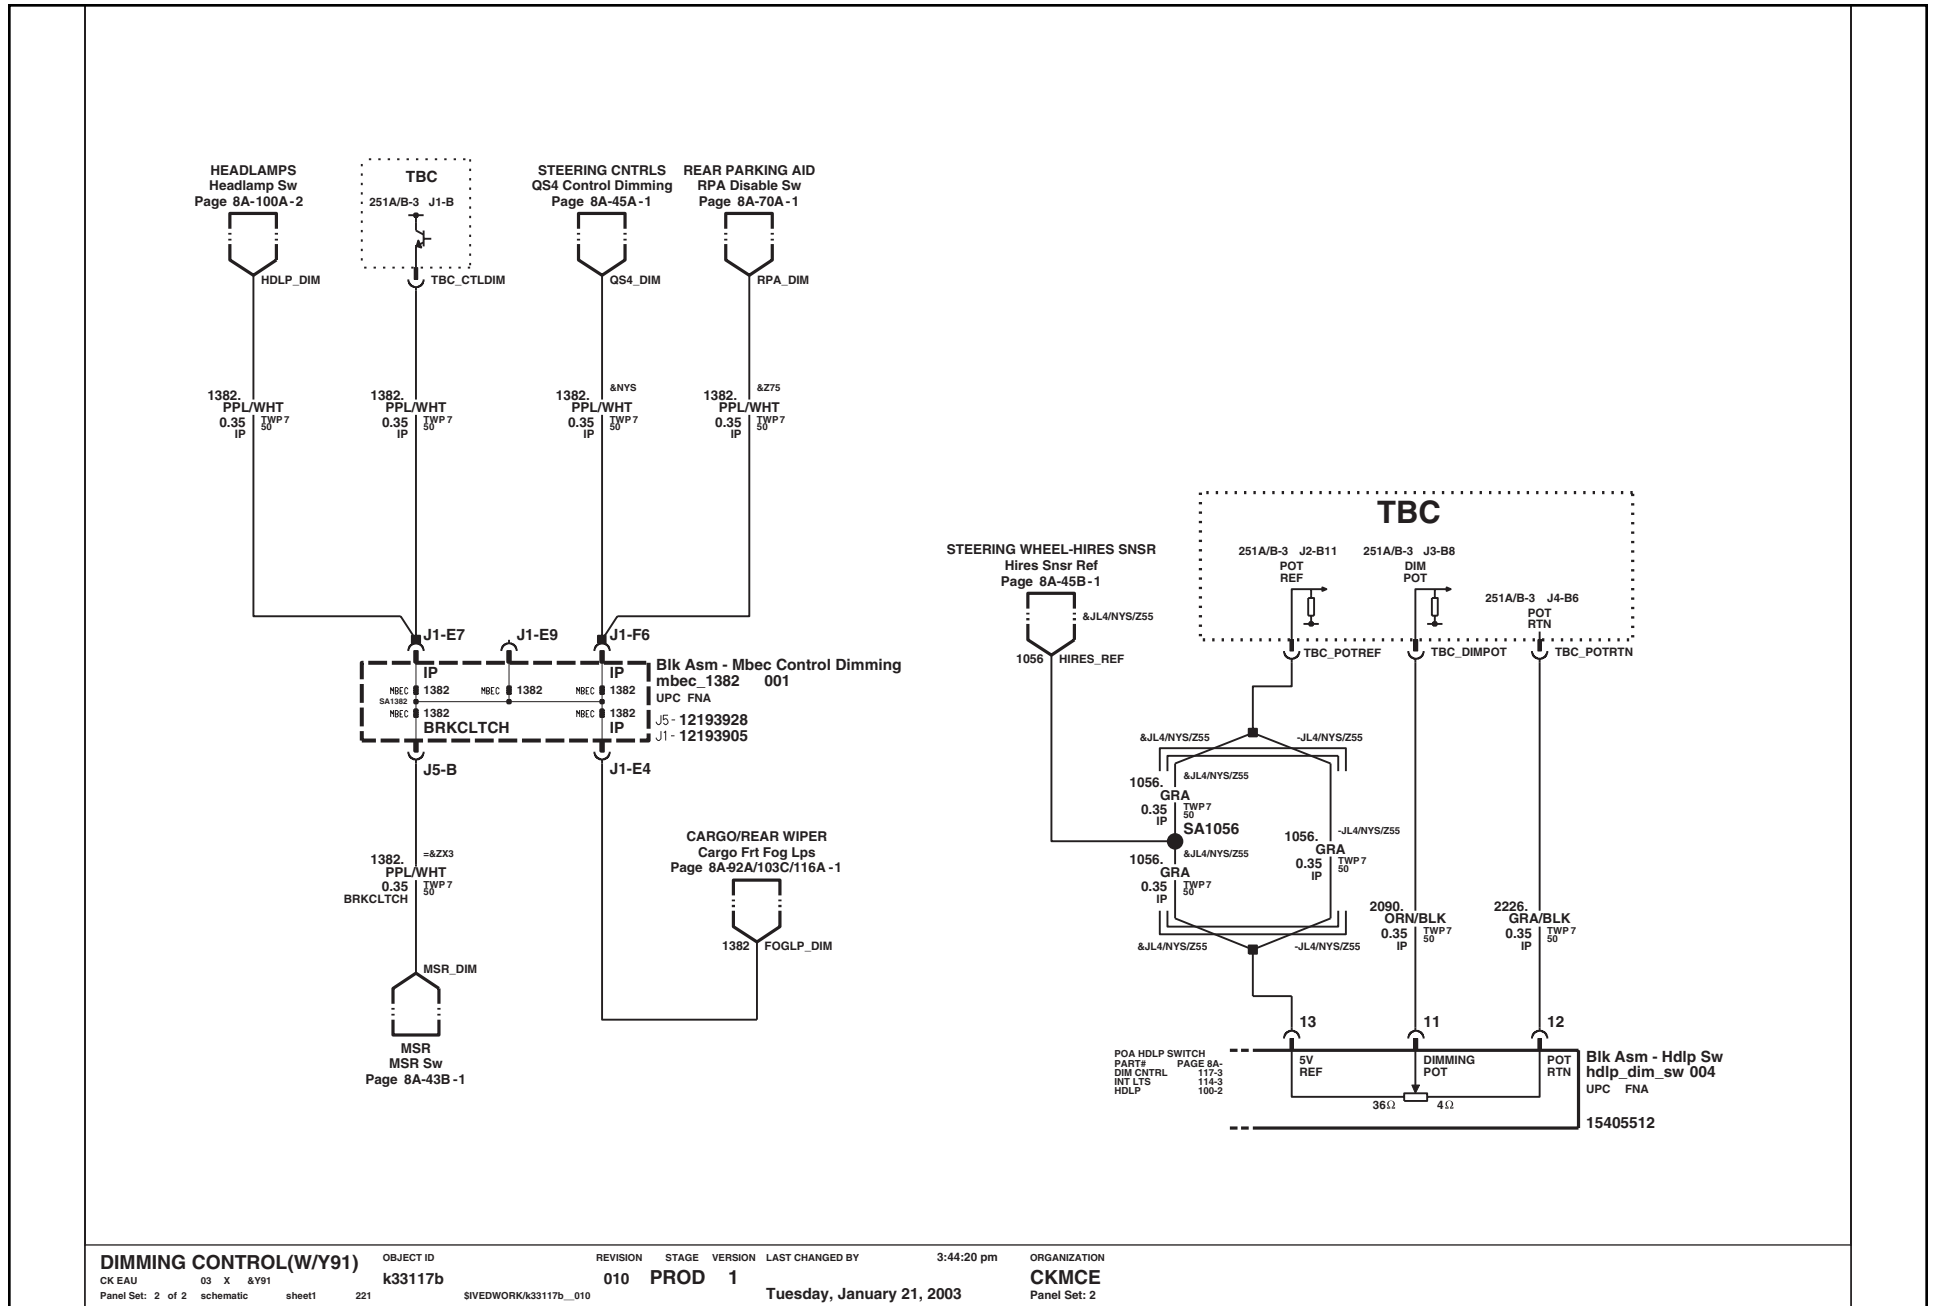 HEADLAMPS
Headlamp Sw
Page 8A-100A-2
HDLP_DIM
TBC
251A/B-3 J1-B
TBC_CTLDIM
STEERING CNTRLS
QS4 Control Dimming
Page 8A-45A-1
QS4_DIM
REAR PARKING AID
RPA Disable Sw
Page 8A-70A-1
RPA_DIM
1382.
PPL/WHT
0.35 TWP7
50
IP
1382.
PPL/WHT
0.35 TWP7
50
IP
&NYS
1382.
PPL/WHT
0.35 TWP7
50
IP
&Z75
1382.
PPL/WHT
0.35 TWP7
50
IP
J1-E7
J1-E9
J1-F6
IP
IP
MBEC 1382
MBEC 1382
MBEC 1382
SA1382
MBEC 1382
MBEC 1382
BRKCLTCH
IP
Blk Asm - Mbec Control Dimming
mbec_1382 001
UPC FNA
J5- 12193928
J1- 12193905
J5-B
J1-E4
=&ZX3
1382.
PPL/WHT
0.35 TWP7
50
BRKCLTCH
MSR_DIM
MSR
MSR Sw
Page 8A-43B-1
CARGO/REAR WIPER
Cargo Frt Fog Lps
Page 8A-92A/103C/116A-1
1382 FOGLP_DIM
STEERING WHEEL-HIRES SNSR
Hires Snsr Ref
Page 8A-45B-1
&JL4/NYS/Z55
1056 HIRES_REF
TBC
251A/B-3 J2-B11
POT
REF
251A/B-3 J3-B8
DIM
POT
251A/B-3 J4-B6
POT
RTN
TBC_POTREF
TBC_DIMPOT
TBC_POTRTN
&JL4/NYS/Z55
-JL4/NYS/Z55
&JL4/NYS/Z55
1056.
GRA
0.35 TWP7
50
IP
SA1056
&JL4/NYS/Z55
1056.
GRA
0.35 TWP7
50
IP
-JL4/NYS/Z55
1056.
GRA
0.35 TWP7
50
IP
&JL4/NYS/Z55
-JL4/NYS/Z55
2090.
ORN/BLK
0.35 TWP7
50
IP
2226.
GRA/BLK
0.35 TWP7
50
IP
13
11
12
POA HDLP SWITCH
PART# PAGE 8A-
DIM CNTRL 117-3
INT LTS 114-3
HDLP 100-2
5V
REF
DIMMING
POT
POT
RTN
36Ω
4Ω
Blk Asm - Hdlp Sw
hdlp_dim_sw 004
UPC FNA
15405512
DIMMING CONTROL(W/Y91)
CK EAU 03 X &Y91
Panel Set: 2 of 2 schematic sheet1 221
OBJECT ID
k33117b
$IVEDWORK/k33117b__010
REVISION STAGE VERSION LAST CHANGED BY 3:44:20 pm
010 PROD 1
Tuesday, January 21, 2003
ORGANIZATION
CKMCE
Panel Set: 2